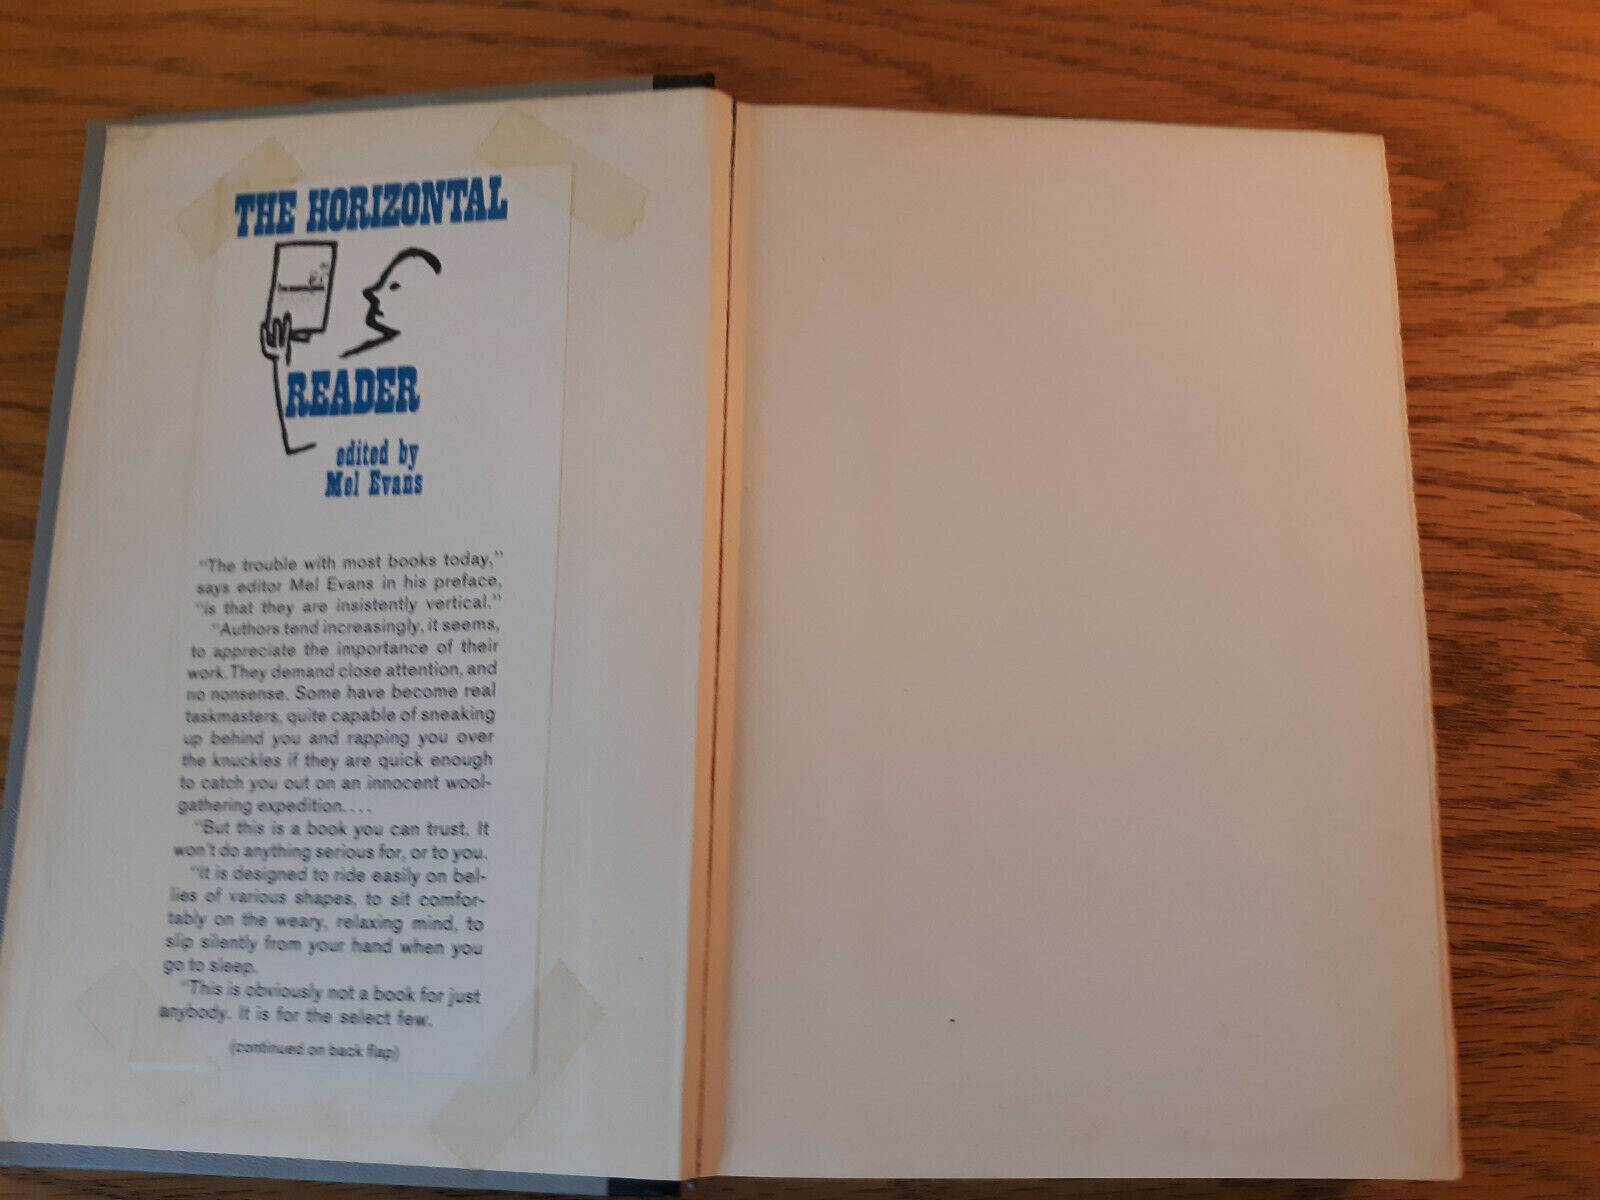 THE HORIZONTAL
READER
edited by
Mel Evans
"The trouble with most books today,"
says editor Mel Evans in his preface,
"is that they are insistently vertical."
"Authors tend increasingly, it seems,
to appreciate the importance of their
work. They demand close attention, and
no nonsense. Some have become real
taskmasters, quite capable of sneaking
up behind you and rapping you over
the knuckles if they are quick enough
to catch you out on an innocent wool-
gathering expedition....
"But this is a book you can trust. It
won't do anything serious for, or to you.
"It is designed to ride easily on bel-
lies of various shapes, to sit comfor-
tably on the weary, relaxing mind, to
slip silently from your hand when you
go to sleep.
"This is obviously not a book for just
anybody. It is for the select few.
(continued on back flap)